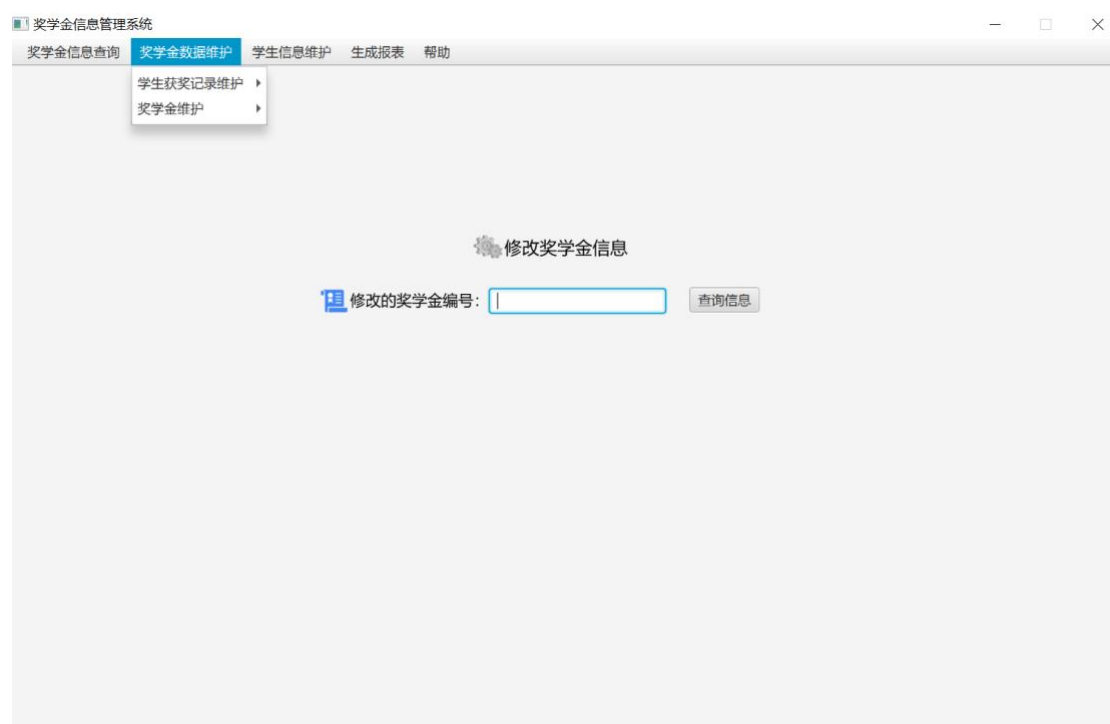 奖学金信息管理系统
奖学金信息查询 奖学金数据维护 学生信息维护 生成报表 帮助
学生获奖记录维护
奖学金维护
修改奖学金信息
修改的奖学金编号： 查询信息